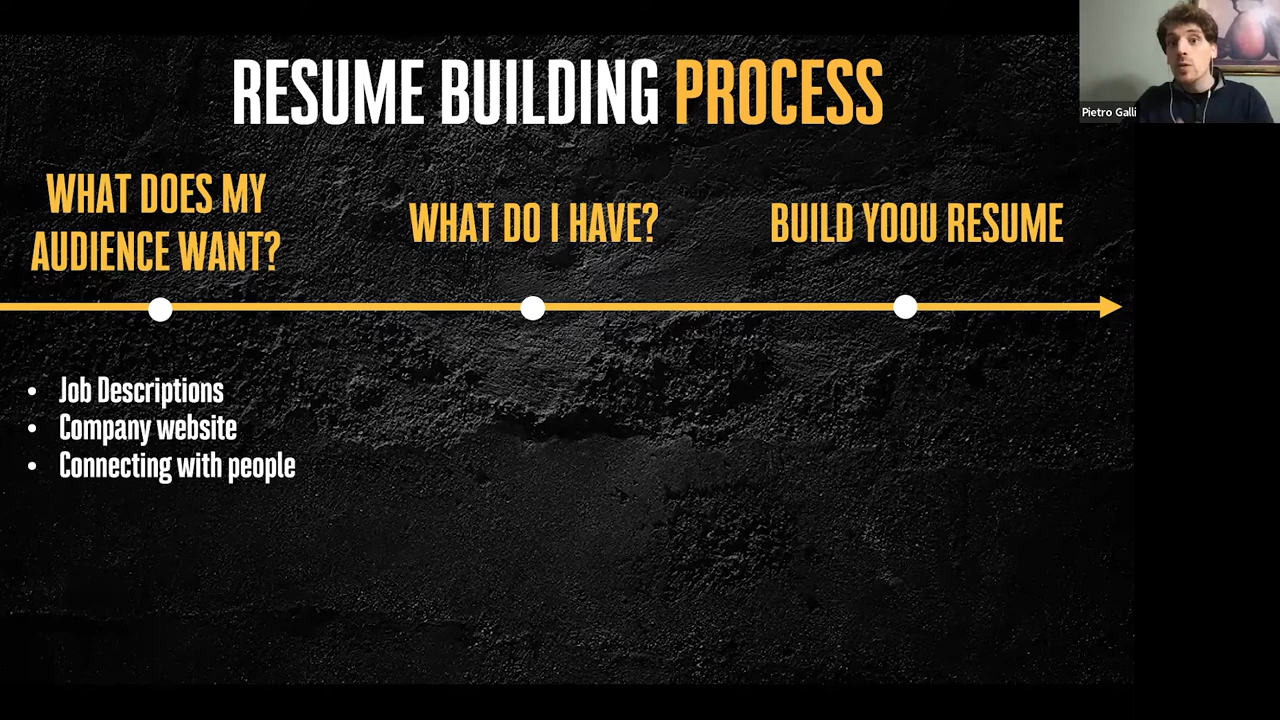 RESUME BUILDING PROCESS
WHAT DOES MY
AUDIENCE WANT?
WHAT DO I HAVE?
BUILD YOOU RESUME
• Job Descriptions
• Company website
• Connecting with people
Pietro Galli